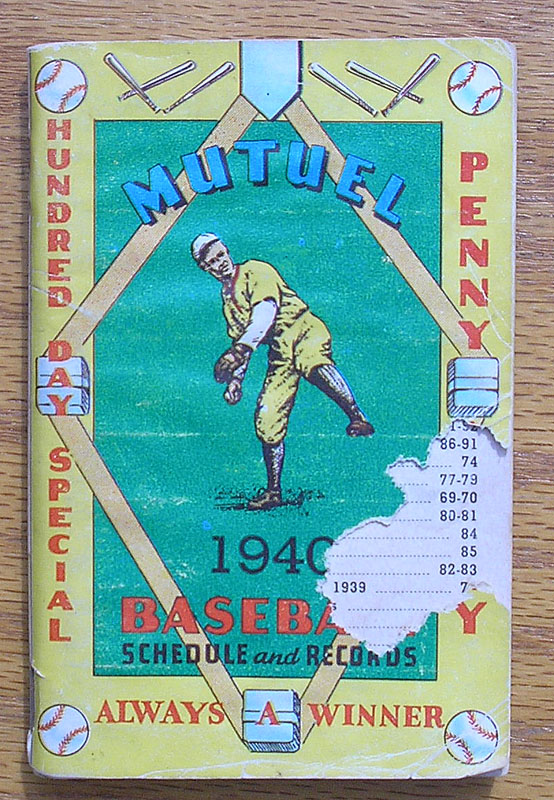 MUTUEL
HUNDRED DAY SPECIAL
PENNY
86-91
74
77-79
69-70
80-81
84
85
82-83
1939
Y
1940
BASEBA
SCHEDULE and RECORDS
ALWAYS A WINNER